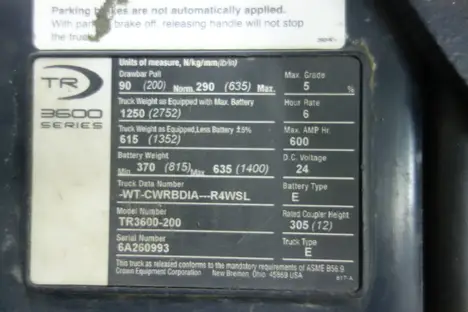 Parking brakes are not automatically applied.
With parking brake off, releasing handle will not stop
the truck.
TR
3600
SERIES
Units of measure, N/kg/mm(lb/in)
Drawbar Pull
90 (200) Norm. 290 (635) Max.
Max. Grade
5 %
Truck Weight as Equipped with Max. Battery
1250 (2752)
Hour Rate
6
Truck Weight as Equipped, Less Battery ±5%
615 (1352)
Max. AMP Hr.
600
Battery Weight
Min 370 (815) Max 635 (1400)
D.C. Voltage
24
Truck Data Number
-WT-CWRBDIA---R4WSL
Battery Type
E
Model Number
TR3600-200
Rated Coupler Height
305 (12)
Serial Number
6A260993
Truck Type
E
This truck as released conforms to the mandatory requirements of ASME B56.9
Crown Equipment Corporation New Bremen, Ohio 45869 USA